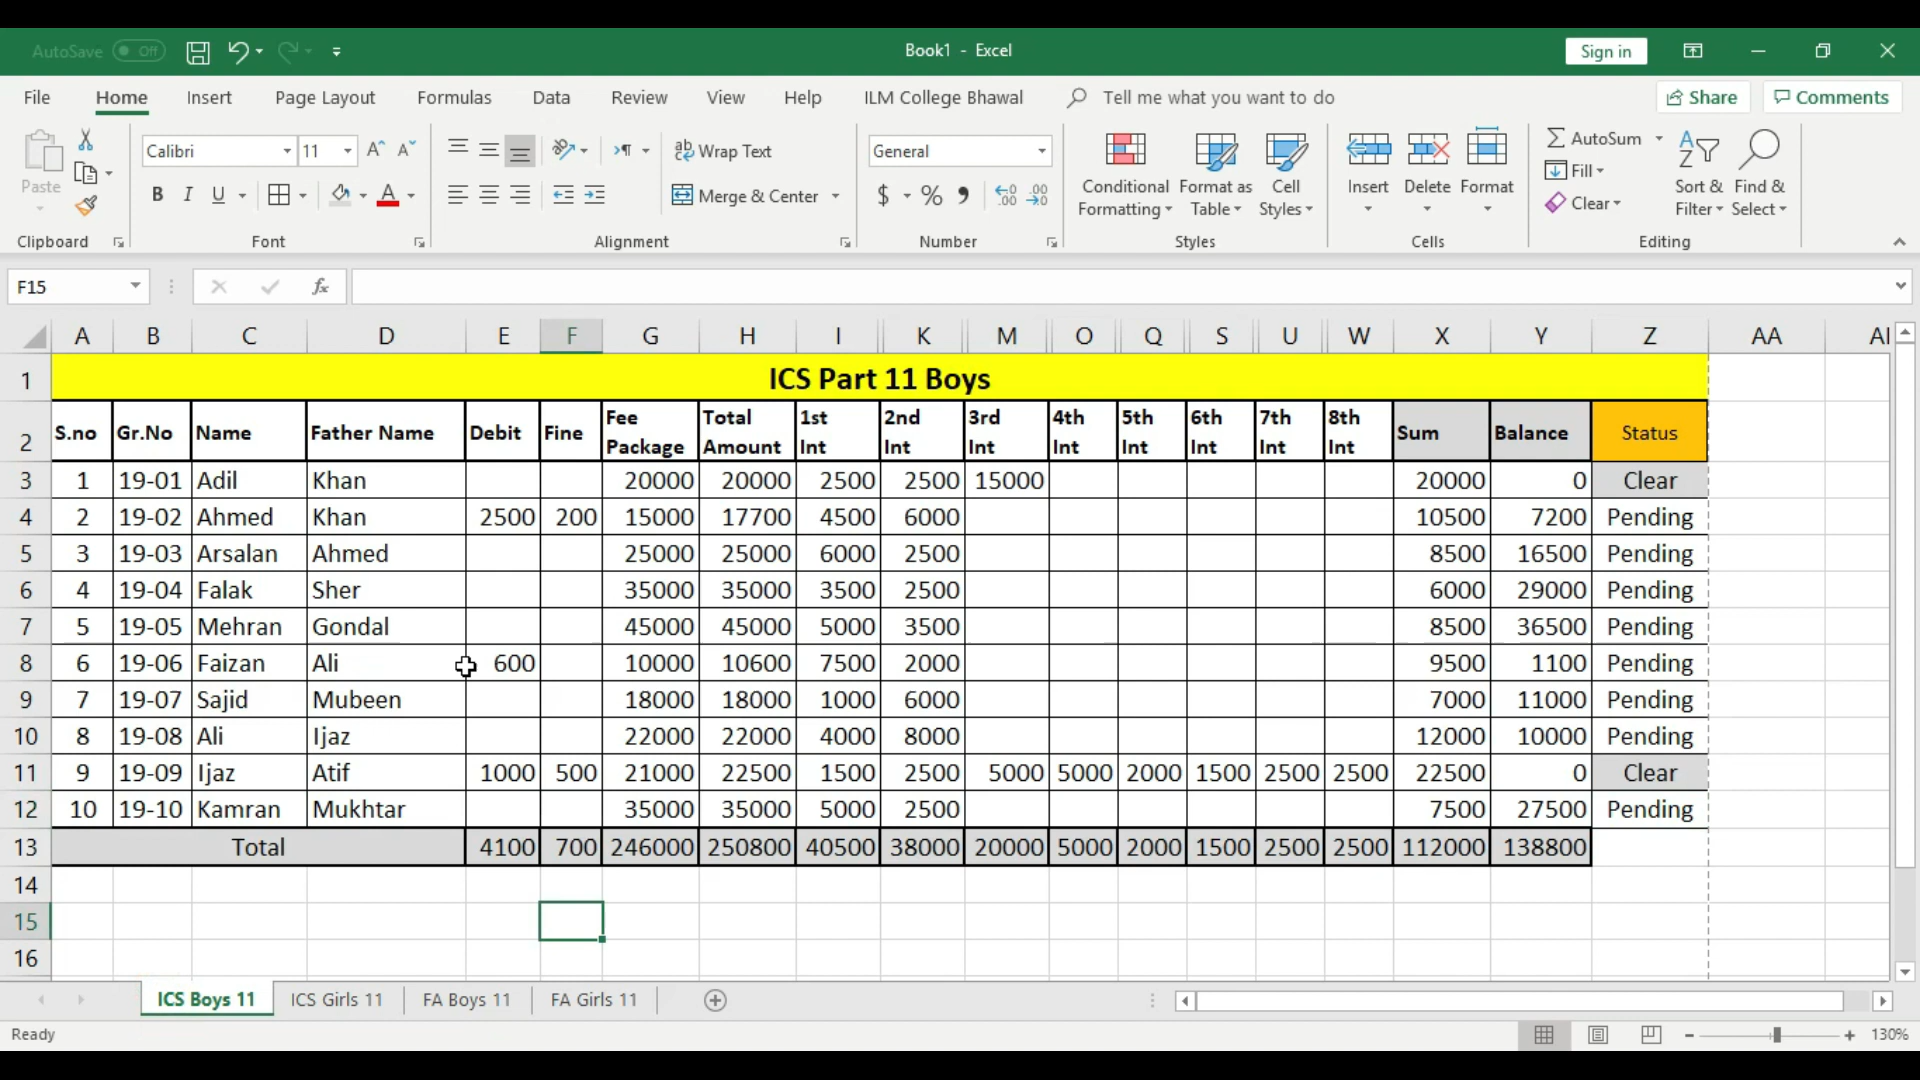 AutoSave Off Book1 - Excel Sign in
File Home Insert Page Layout Formulas Data Review View Help ILM College Bhawal Tell me what you want to do Share Comments
Paste Calibri 11 Wrap Text General Conditional Formatting Format as Table Cell Styles Insert Delete Format AutoSum Sort & Filter Find & Select
B I U A Merge & Center $ % Fill
Clear
Clipboard Font Alignment Number Styles Cells Editing
F15 fx
A B C D E F G H I K M O Q S U W X Y Z AA
1 ICS Part 11 Boys
2 S.no Gr.No Name Father Name Debit Fine Fee Package Total Amount 1st Int 2nd Int 3rd Int 4th Int 5th Int 6th Int 7th Int 8th Int Sum Balance Status
3 1 19-01 Adil Khan 20000 20000 2500 2500 15000 20000 0 Clear
4 2 19-02 Ahmed Khan 2500 200 15000 17700 4500 6000 10500 7200 Pending
5 3 19-03 Arsalan Ahmed 25000 25000 6000 2500 8500 16500 Pending
6 4 19-04 Falak Sher 35000 35000 3500 2500 6000 29000 Pending
7 5 19-05 Mehran Gondal 45000 45000 5000 3500 8500 36500 Pending
8 6 19-06 Faizan Ali 600 10000 10600 7500 2000 9500 1100 Pending
9 7 19-07 Sajid Mubeen 18000 18000 1000 6000 7000 11000 Pending
10 8 19-08 Ali Ijaz 22000 22000 4000 8000 12000 10000 Pending
11 9 19-09 Ijaz Atif 1000 500 21000 22500 1500 2500 5000 5000 2000 1500 2500 2500 22500 0 Clear
12 10 19-10 Kamran Mukhtar 35000 35000 5000 2500 7500 27500 Pending
13 Total 4100 700 246000 250800 40500 38000 20000 5000 2000 1500 2500 2500 112000 138800
14
15
16
ICS Boys 11 ICS Girls 11 FA Boys 11 FA Girls 11
Ready 130%